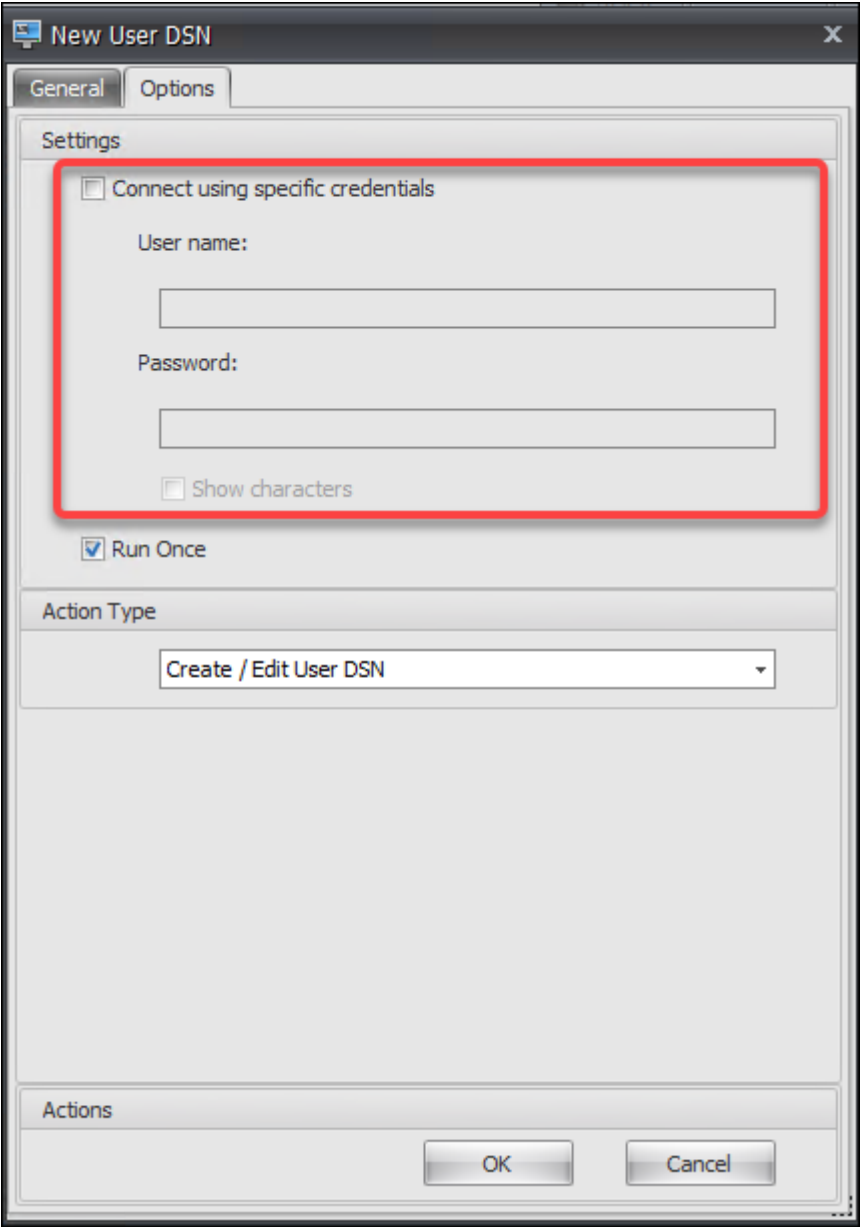 New User DSN
General Options
Settings
Connect using specific credentials
User name:
Password:
Show characters
Run Once
Action Type
Create / Edit User DSN
Actions
OK Cancel